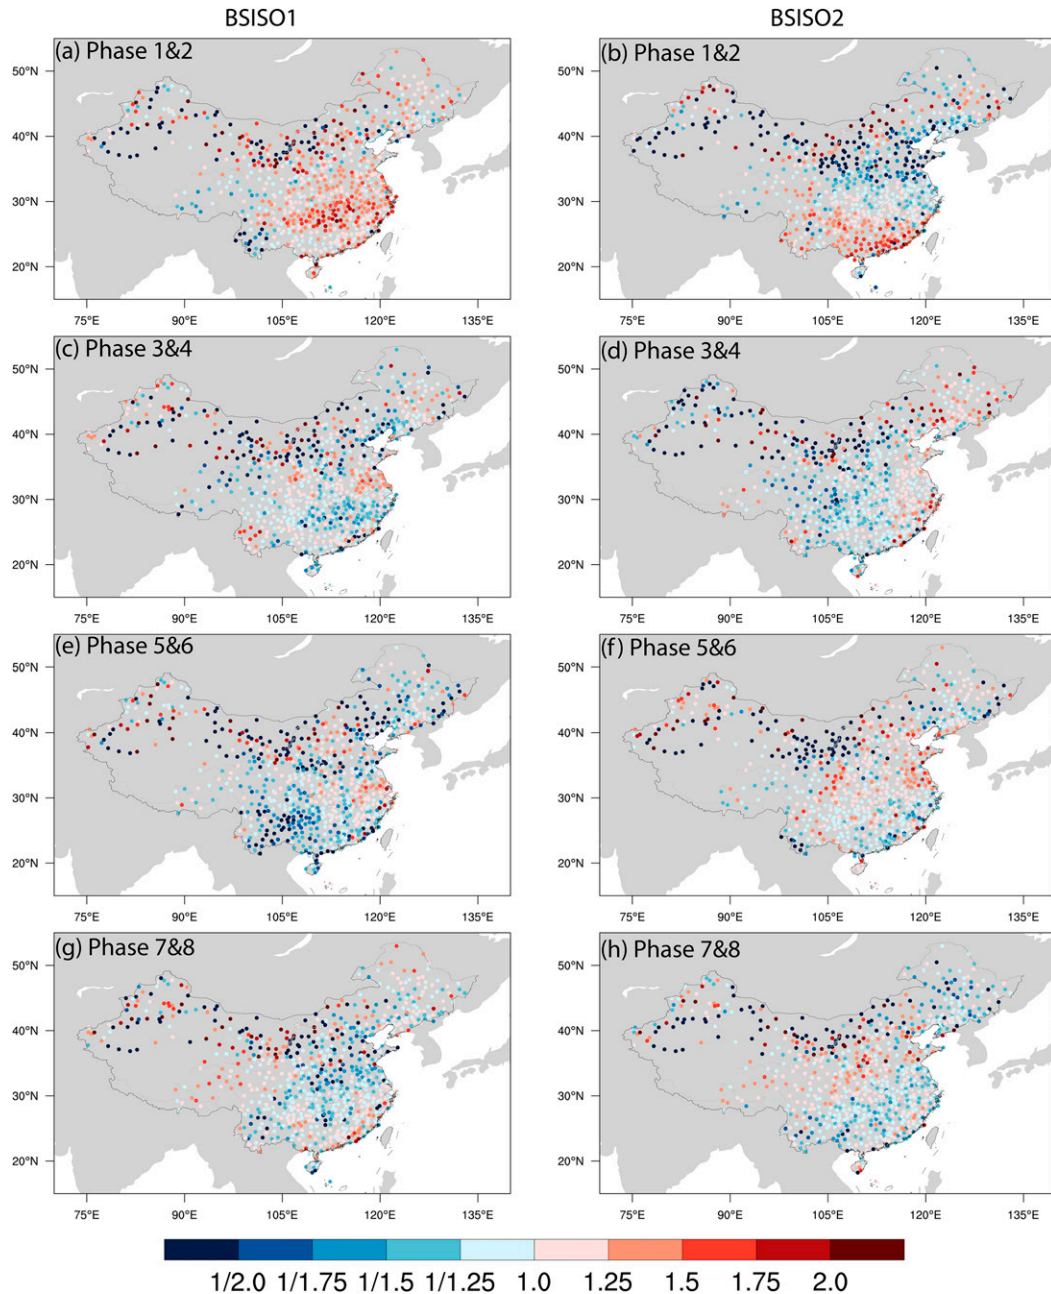 BSISO1 BSISO2
(a) Phase 1&2 (b) Phase 1&2
50°N 50°N
40°N 40°N
30°N 30°N
20°N 20°N
75°E 90°E 105°E 120°E 135°E 75°E 90°E 105°E 120°E 135°E
(c) Phase 3&4 (d) Phase 3&4
50°N 50°N
40°N 40°N
30°N 30°N
20°N 20°N
75°E 90°E 105°E 120°E 135°E 75°E 90°E 105°E 120°E 135°E
(e) Phase 5&6 (f) Phase 5&6
50°N 50°N
40°N 40°N
30°N 30°N
20°N 20°N
75°E 90°E 105°E 120°E 135°E 75°E 90°E 105°E 120°E 135°E
(g) Phase 7&8 (h) Phase 7&8
50°N 50°N
40°N 40°N
30°N 30°N
20°N 20°N
75°E 90°E 105°E 120°E 135°E 75°E 90°E 105°E 120°E 135°E
1/2.0 1/1.75 1/1.5 1/1.25 1.0 1.25 1.5 1.75 2.0